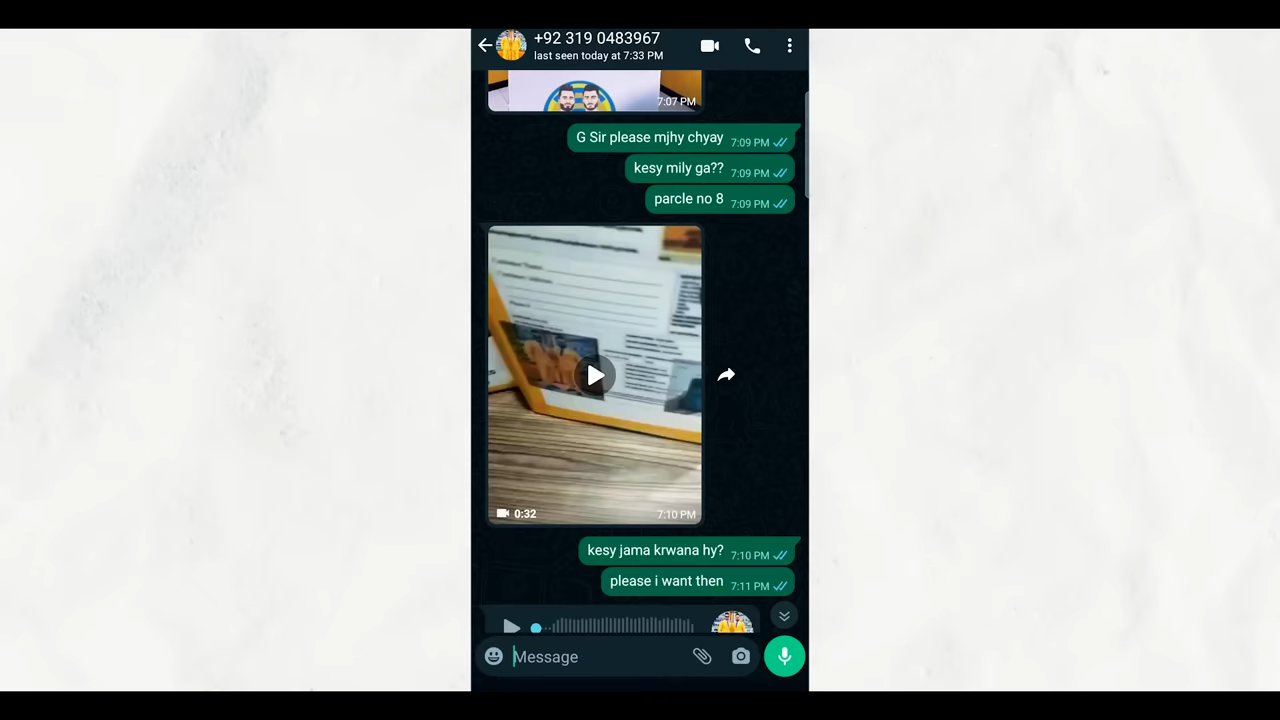 +92 319 0483967
last seen today at 7:33 PM
7:07 PM
G Sir please mjhy chyay 7:09 PM
kesy mily ga?? 7:09 PM
parcle no 8 7:09 PM
0:32 7:10 PM
kesy jama krwana hy? 7:10 PM
please i want then 7:11 PM
Message